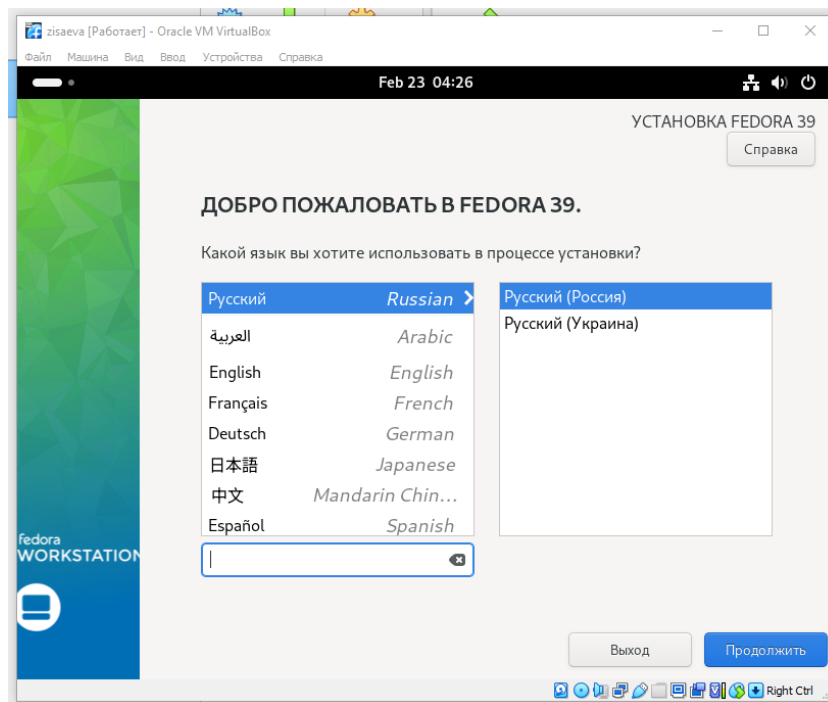 zisaeva [Работает] - Oracle VM VirtualBox
Файл Машина Вид Ввод Устройства Справка
Feb 23 04:26
УСТАНОВКА FEDORA 39
Справка
ДОБРО ПОЖАЛОВАТЬ В FEDORA 39.
Какой язык вы хотите использовать в процессе установки?
Русский Russian
العربية Arabic
English English
Français French
Deutsch German
日本語 Japanese
中文 Mandarin Chin...
Español Spanish
Русский (Россия)
Русский (Украина)
fedora
WORKSTATION
Выход
Продолжить
Right Ctrl